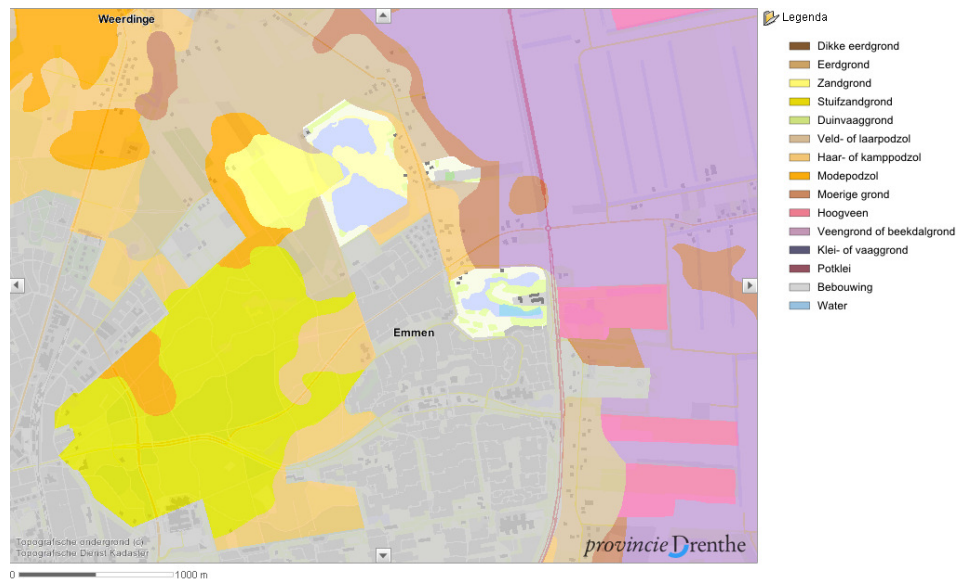 Weerdinge
Emmen
Topografische ondergrond (c)
Topografische Dienst Kadaster
provincie Drenthe
0 1000 m
Legenda
Dikke eerdgrond
Eerdgrond
Zandgrond
Stuifzandgrond
Duinvaaggrond
Veld- of laarpodzol
Haar- of kamppodzol
Modepodzol
Moerige grond
Hoogveen
Veengrond of beekdalgrond
Klei- of vaaggrond
Potklei
Bebouwing
Water